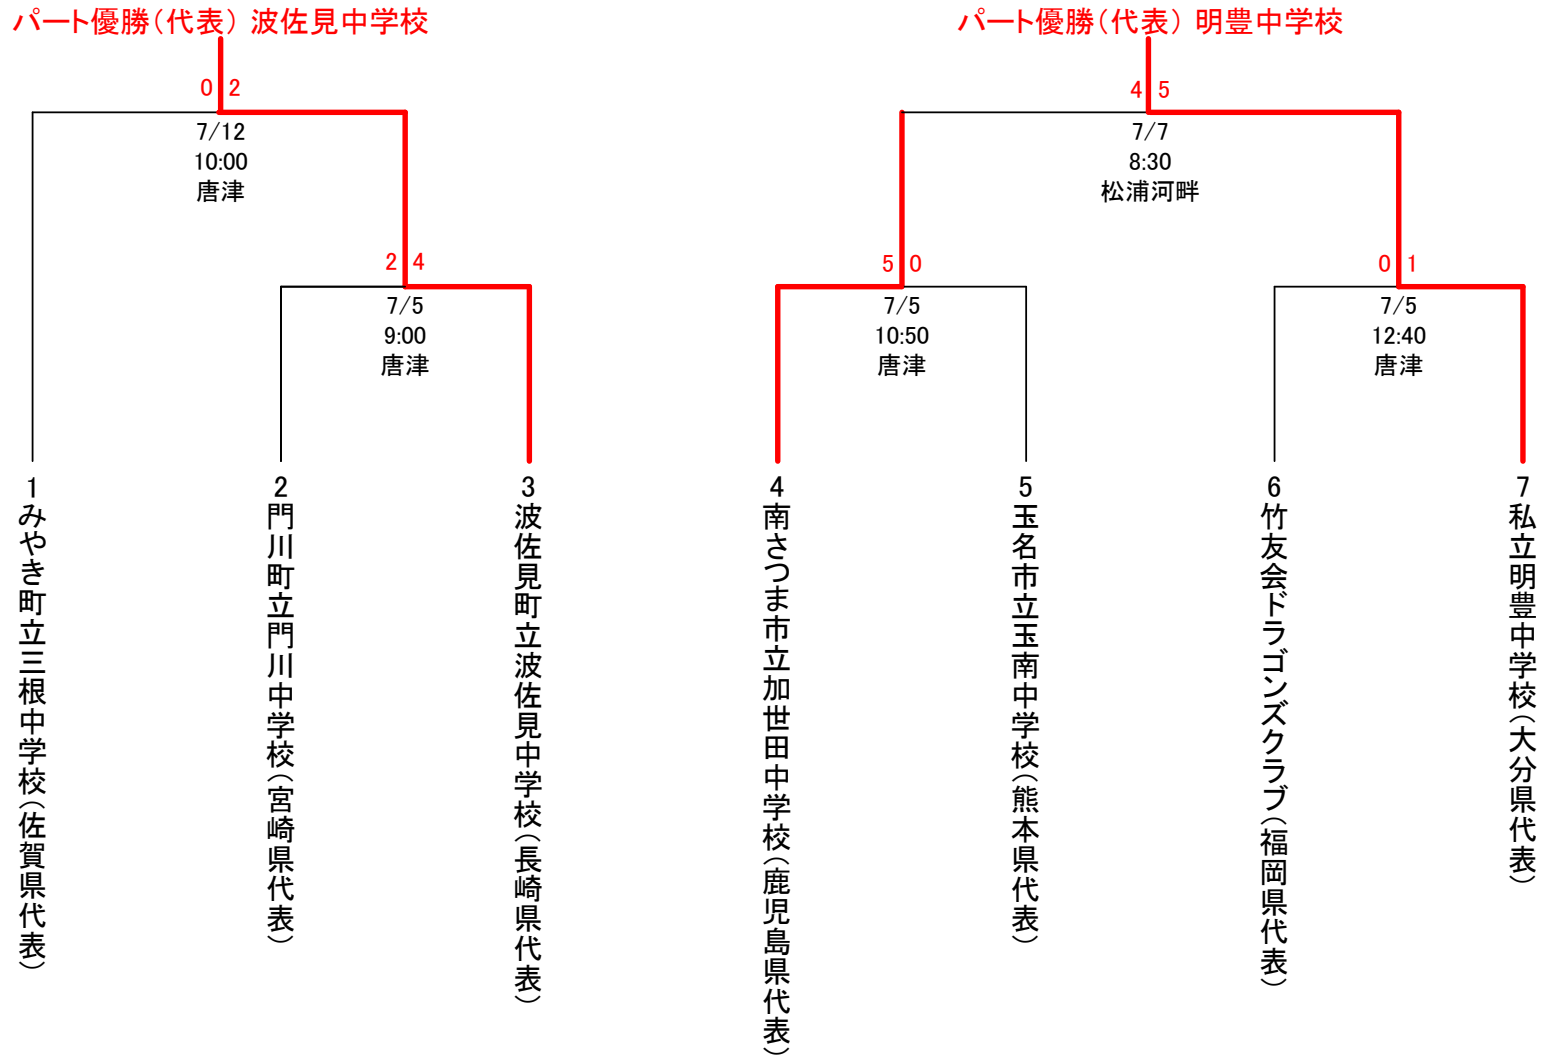 パート優勝（代表） 波佐見中学校
パート優勝（代表） 明豊中学校
0 2
7/12
10:00
唐津
4 5
7/7
8:30
松浦河畔
2 4
7/5
9:00
唐津
5 0
7/5
10:50
唐津
0 1
7/5
12:40
唐津
1 みやき町立三根中学校（佐賀県代表）
2 門川町立門川中学校（宮崎県代表）
3 波佐見町立波佐見中学校（長崎県代表）
4 南さつま市立加世田中学校（鹿児島県代表）
5 玉名市立玉南中学校（熊本県代表）
6 竹友会ドラゴンズクラブ（福岡県代表）
7 私立明豊中学校（大分県代表）